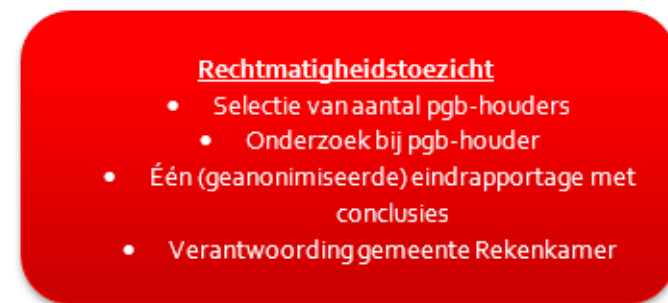 Rechtmatigheidstoezicht
• Selectie van aantal pgb-houders
• Onderzoek bij pgb-houder
• Één (geanonimiseerde) eindrapportage met
conclusies
• Verantwoording gemeente Rekenkamer